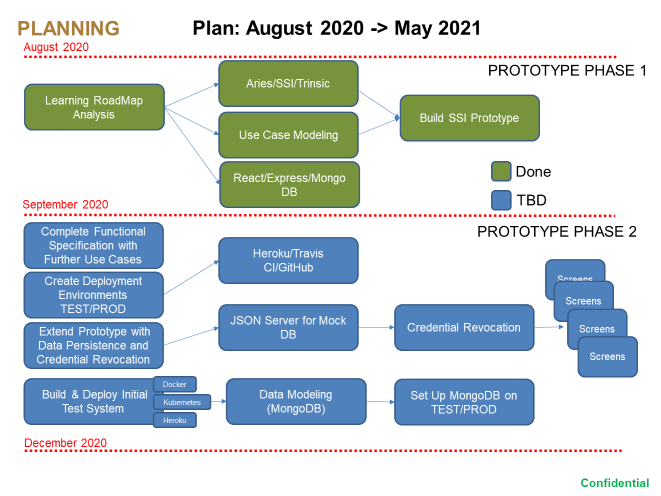 PLANNING
Plan: August 2020 -> May 2021
August 2020
PROTOTYPE PHASE 1
Learning RoadMap
Analysis
Aries/SSI/Trinsic
Use Case Modeling
React/Express/Mongo
DB
Build SSI Prototype
Done
TBD
September 2020
PROTOTYPE PHASE 2
Complete Functional
Specification with
Further Use Cases
Create Deployment
Environments
TEST/PROD
Extend Prototype with
Data Persistence and
Credential Revocation
Heroku/Travis
CI/GitHub
JSON Server for Mock
DB
Credential Revocation
Screens
Screens
Screens
Screens
Build & Deploy Initial
Test System
Docker
Kubernetes
Heroku
Data Modeling
(MongoDB)
Set Up MongoDB on
TEST/PROD
December 2020
Confidential